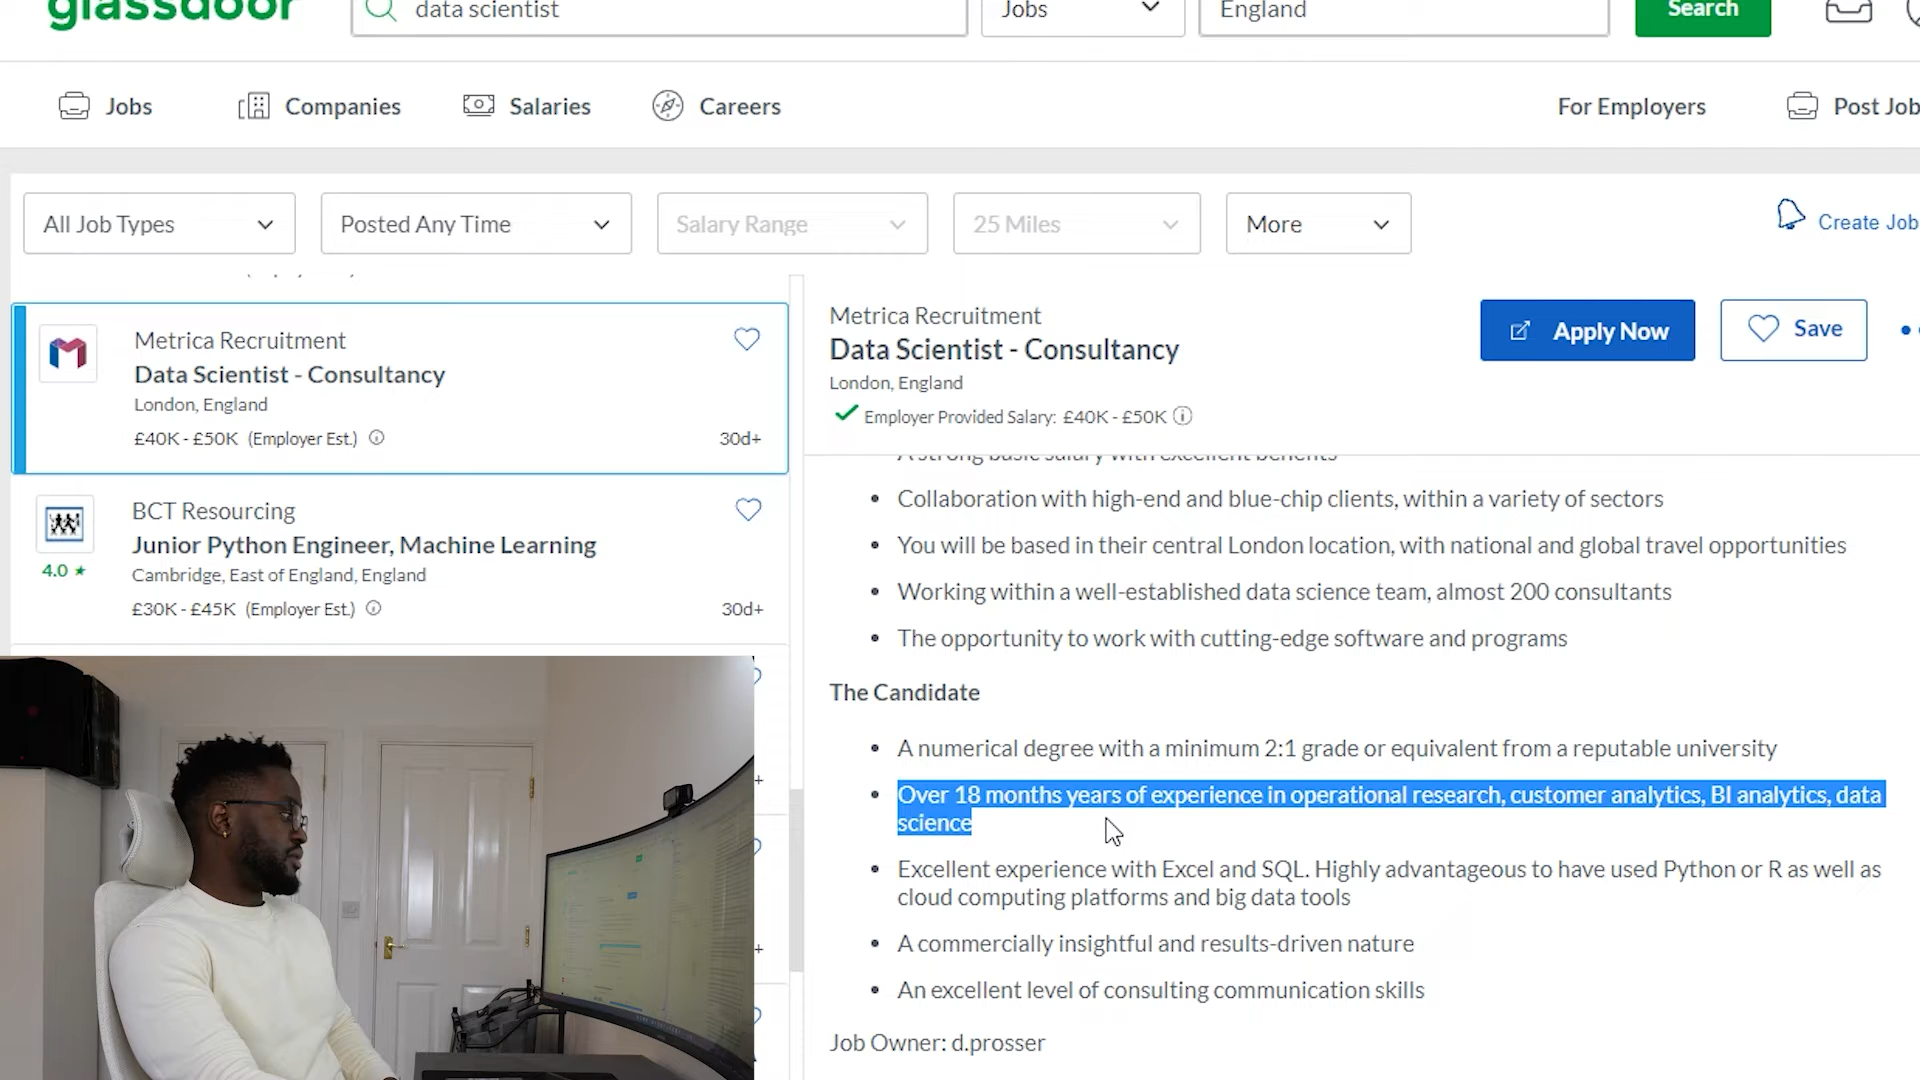 glassdoor
data scientist
Jobs
England
Search
Jobs
Companies
Salaries
Careers
For Employers
Post Job
All Job Types
Posted Any Time
Salary Range
25 Miles
More
Create Job
Metrica Recruitment
Data Scientist - Consultancy
London, England
£40K - £50K (Employer Est.)
30d+
BCT Resourcing
Junior Python Engineer, Machine Learning
Cambridge, East of England, England
£30K - £45K (Employer Est.)
30d+
4.0 ★
Metrica Recruitment
Data Scientist - Consultancy
London, England
Employer Provided Salary: £40K - £50K
Apply Now
Save
A strong basic salary with excellent benefits
• Collaboration with high-end and blue-chip clients, within a variety of sectors
• You will be based in their central London location, with national and global travel opportunities
• Working within a well-established data science team, almost 200 consultants
• The opportunity to work with cutting-edge software and programs
The Candidate
• A numerical degree with a minimum 2:1 grade or equivalent from a reputable university
• Over 18 months years of experience in operational research, customer analytics, BI analytics, data
science
• Excellent experience with Excel and SQL. Highly advantageous to have used Python or R as well as
cloud computing platforms and big data tools
• A commercially insightful and results-driven nature
• An excellent level of consulting communication skills
Job Owner: d.prosser